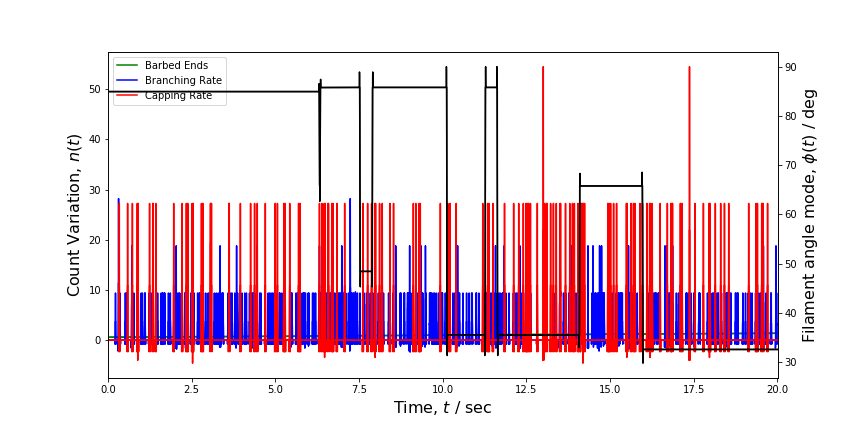 Barbed Ends
Branching Rate
Capping Rate
Count Variation, n(t)
50
40
30
20
10
0
90
80
70
60
50
40
30
Filament angle mode, ϕ(t) / deg
0.0 2.5 5.0 7.5 10.0 12.5 15.0 17.5 20.0
Time, t / sec